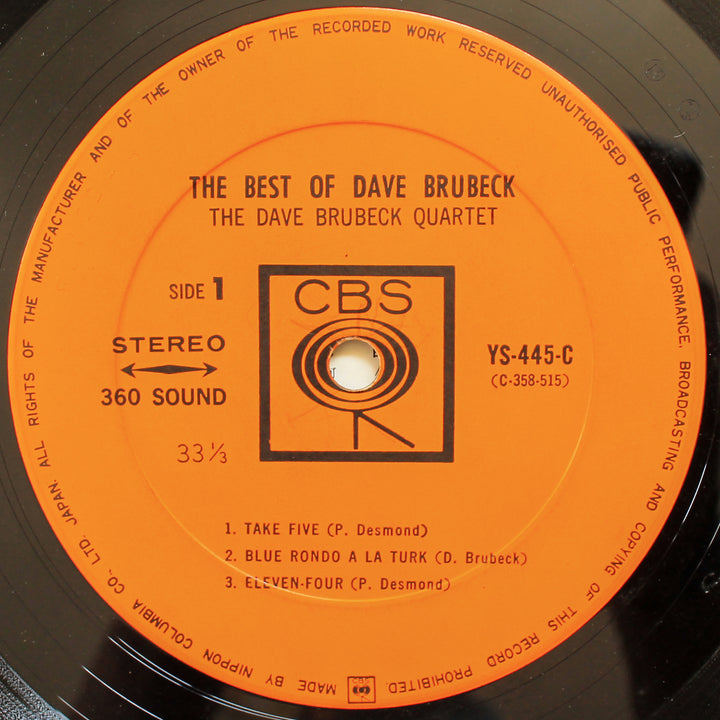 THE BEST OF DAVE BRUBECK
THE DAVE BRUBECK QUARTET
SIDE 1
CBS
STEREO
360 SOUND
YS-445-C
(C-358-515)
33 1/3
1. TAKE FIVE (P. Desmond)
2. BLUE RONDO A LA TURK (D. Brubeck)
3. ELEVEN-FOUR (P. Desmond)
MADE BY NIPPON COLUMBIA CO., LTD. JAPAN. ALL RIGHTS OF THE MANUFACTURER AND OF THE OWNER OF THE RECORDED WORK RESERVED UNAUTHORISED PUBLIC PERFORMANCE, BROADCASTING AND COPYING OF THIS RECORD PROHIBITED.
CBS